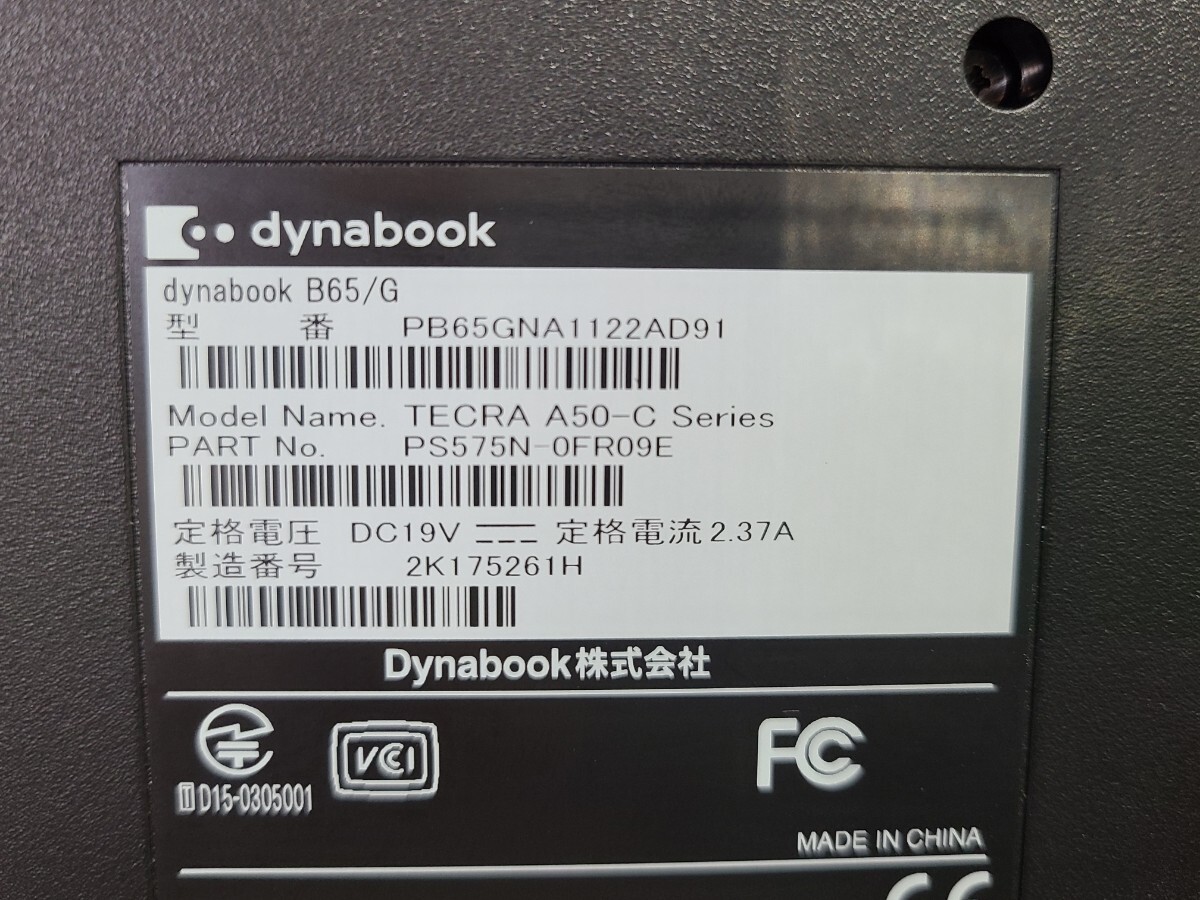 dynabook
dynabook B65/G
型 番 PB65GNA1122AD91
Model Name. TECRA A50-C Series
PART No. PS575N-0FR09E
定格電圧 DC19V 定格電流2.37A
製造番号 2K175261H
Dynabook株式会社
VCI
FC
T D15-0305001
MADE IN CHINA
CE